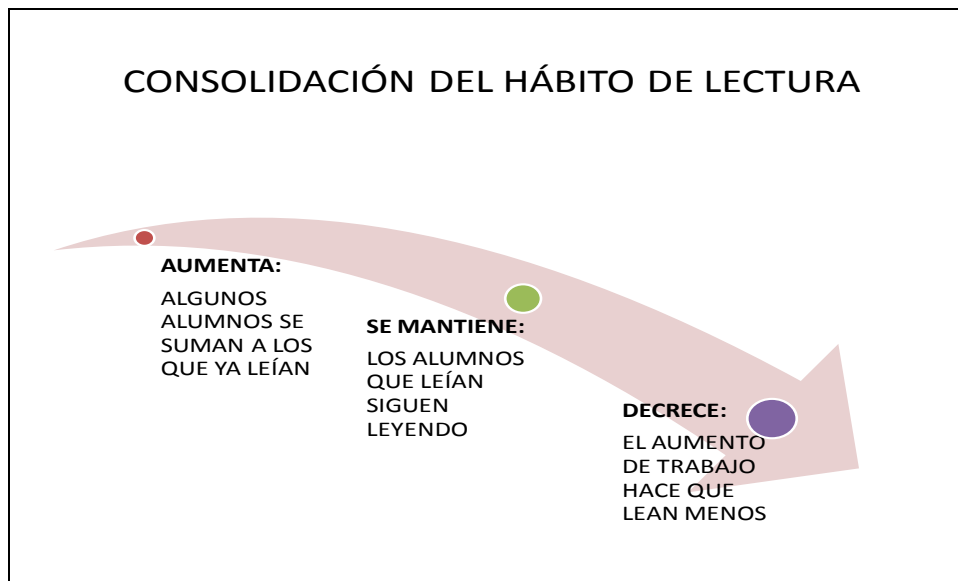 CONSOLIDACIÓN DEL HÁBITO DE LECTURA
AUMENTA:
ALGUNOS
ALUMNOS SE
SUMAN A LOS
QUE YA LEÍAN
SE MANTIENE:
LOS ALUMNOS
QUE LEÍAN
SIGUEN
LEYENDO
DECRECE:
EL AUMENTO
DE TRABAJO
HACE QUE
LEAN MENOS